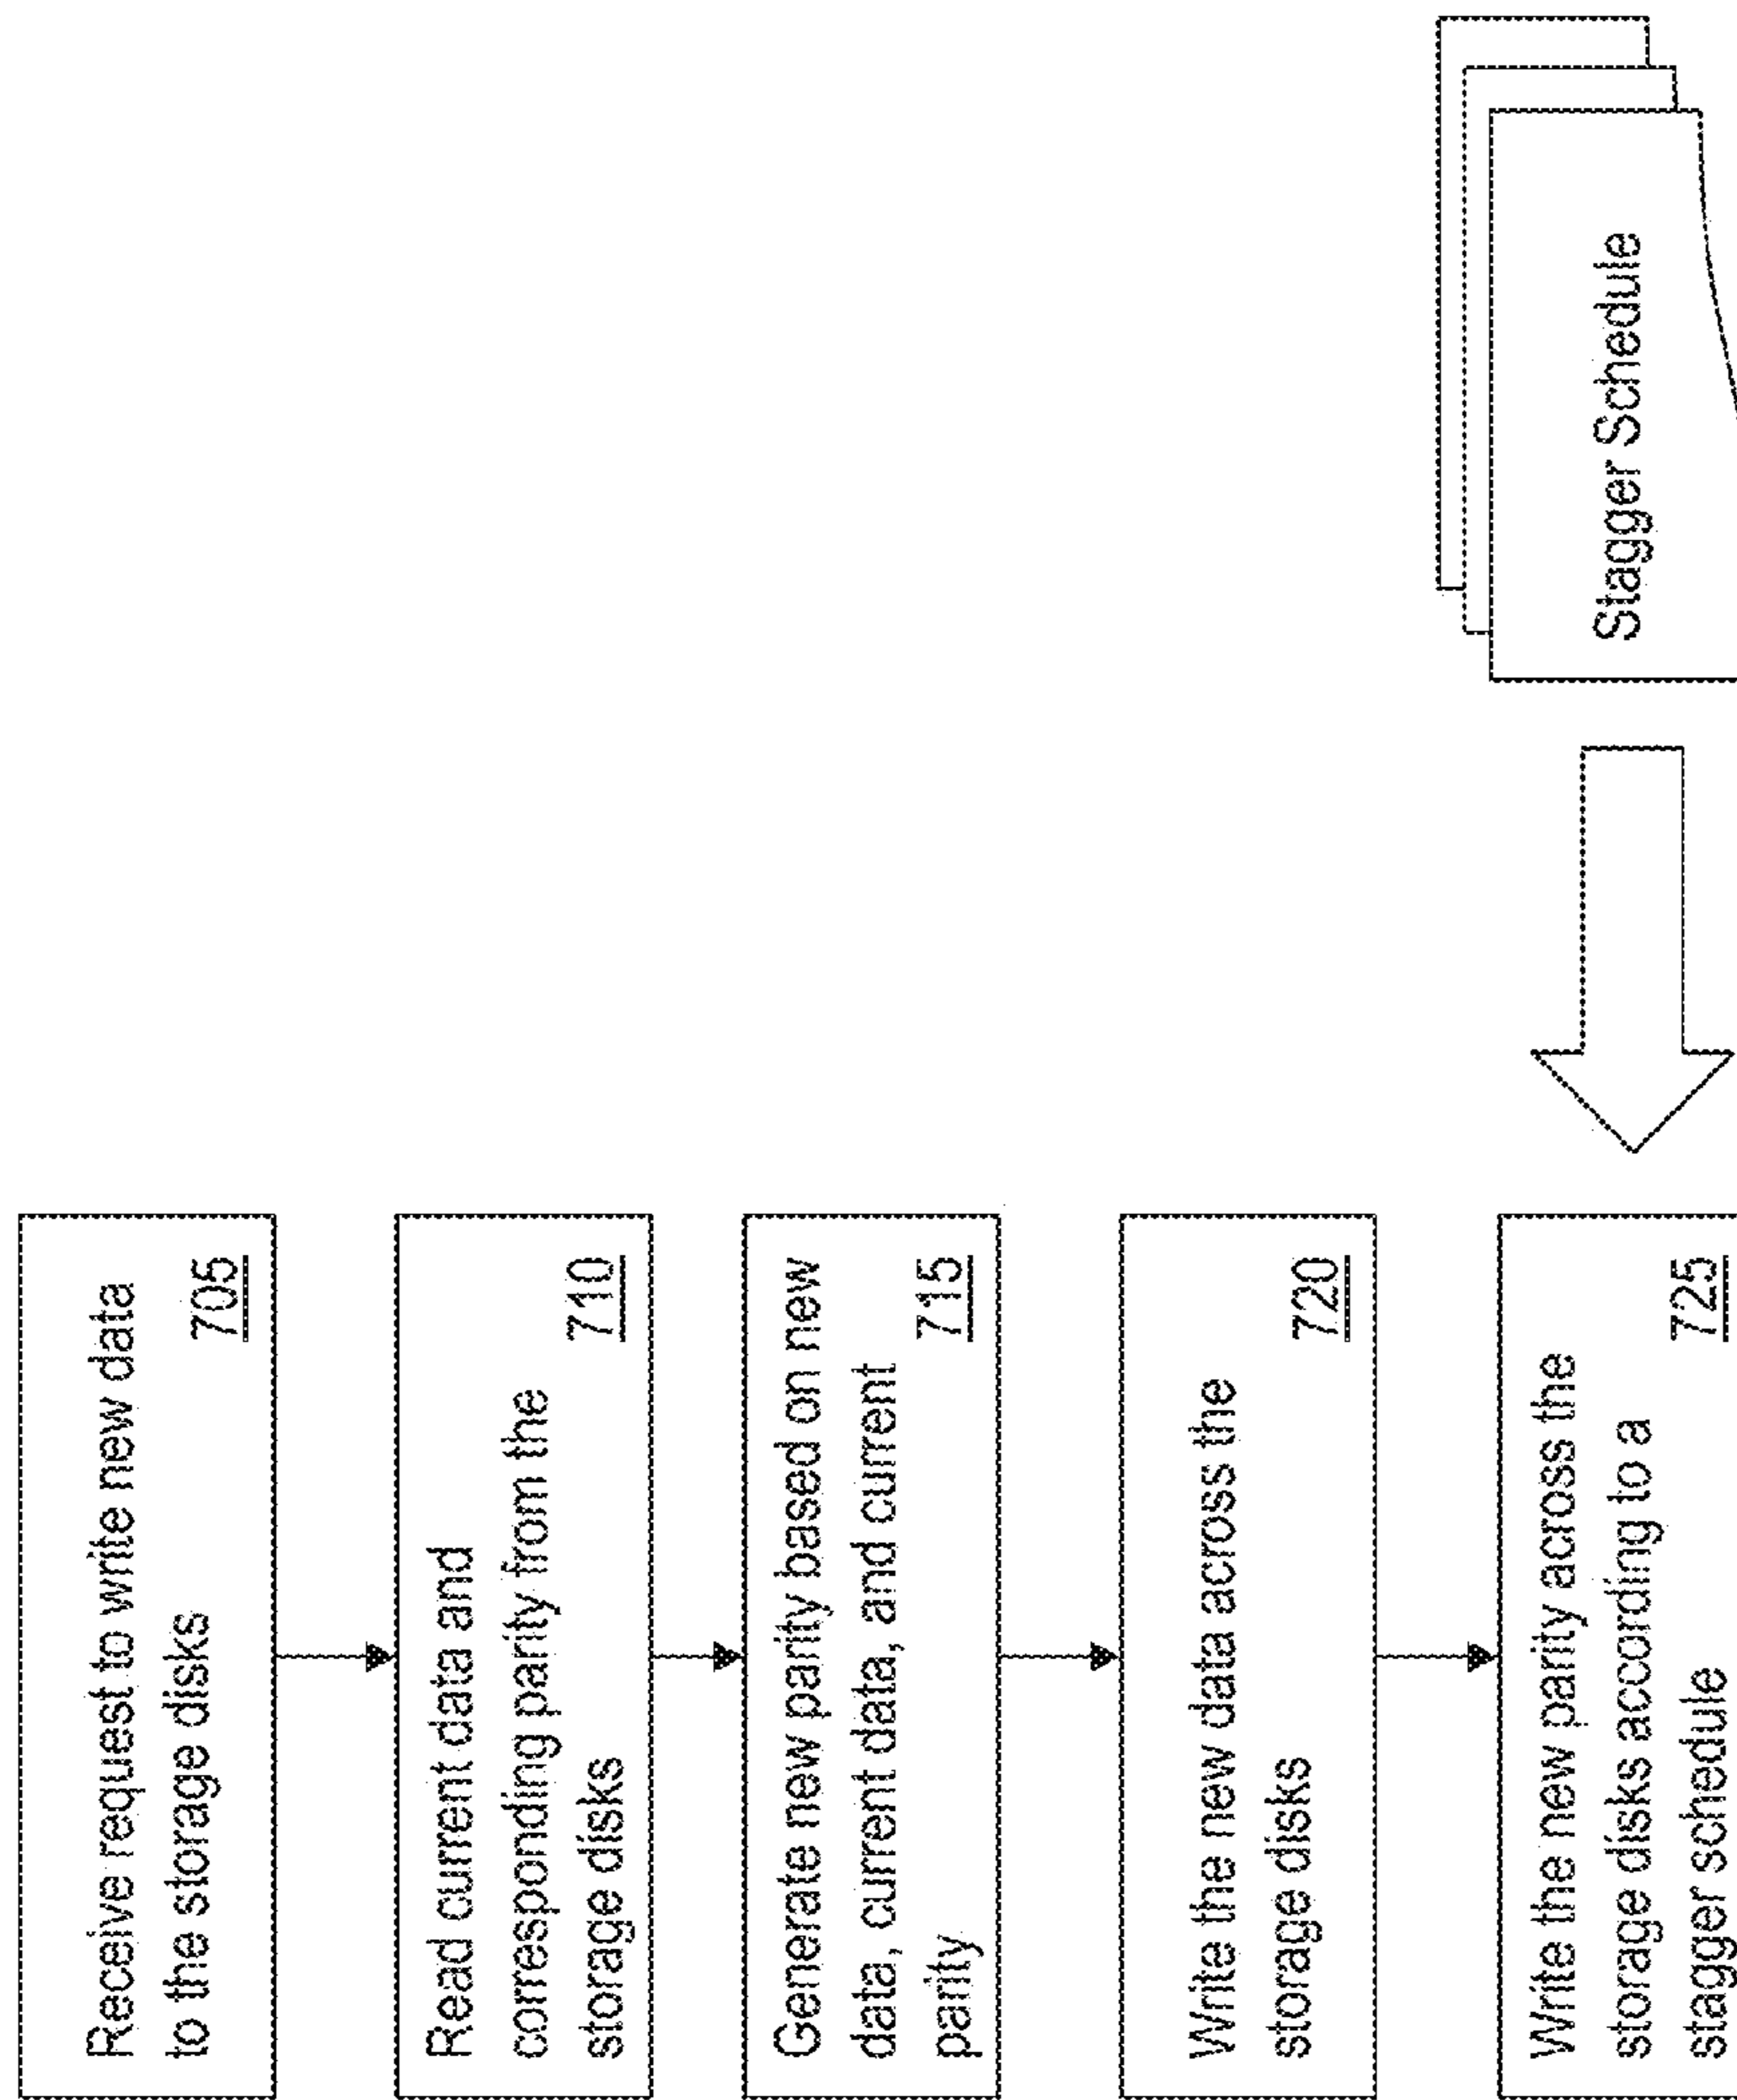 Receive request to write new data
to the storage disks
705
Read current data and
corresponding parity from the
storage disks
710
Generate new parity based on new
data, current data, and current
parity
715
Write the new data across the
storage disks
720
Write the new parity across the
storage disks according to a
stagger schedule
725
Stagger Schedule